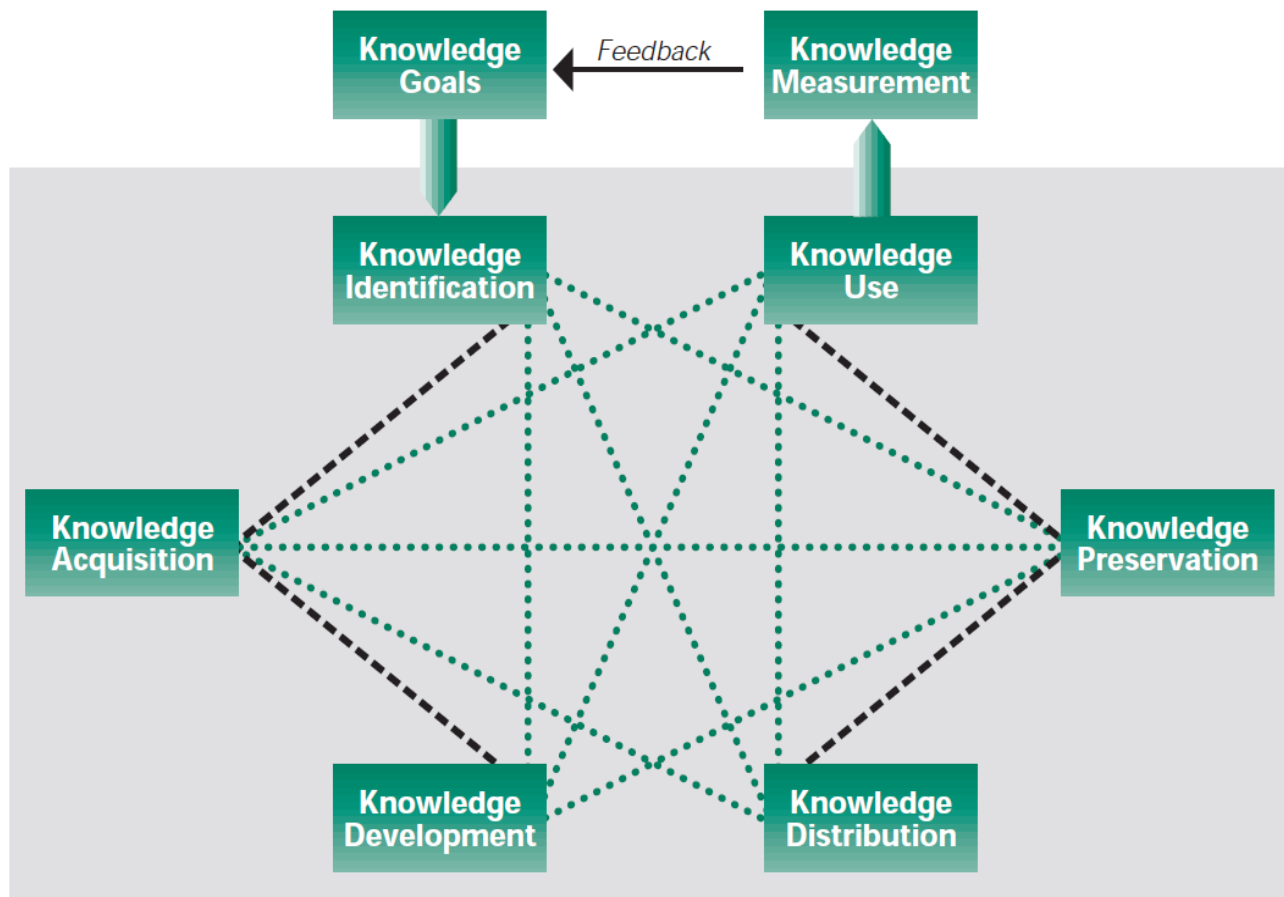 Knowledge
Goals
Feedback
Knowledge
Measurement
Knowledge
Identification
Knowledge
Use
Knowledge
Acquisition
Knowledge
Preservation
Knowledge
Development
Knowledge
Distribution